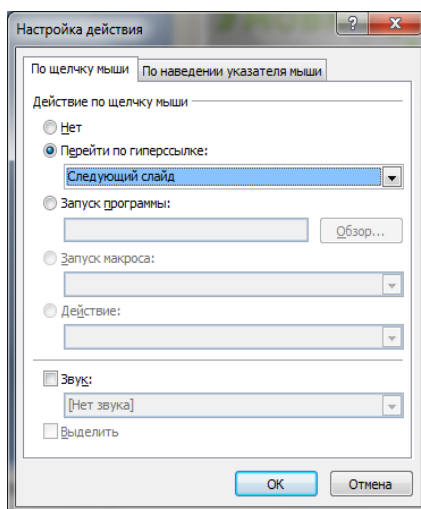 Настройка действия
По щелчку мыши По наведении указателя мыши
Действие по щелчку мыши
Нет
Перейти по гиперссылке:
Следующий слайд
Запуск программы:
Обзор...
Запуск макроса:
Действие:
Звук:
[Нет звука]
Выделить
ОК Отмена